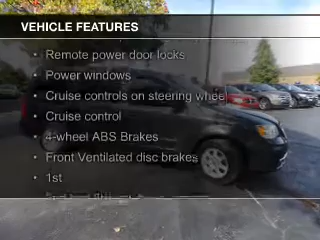 VEHICLE FEATURES
• Remote power door locks
• Power windows
• Cruise controls on steering wheel
• Cruise control
• 4-wheel ABS Brakes
• Front Ventilated disc brakes
• 1st